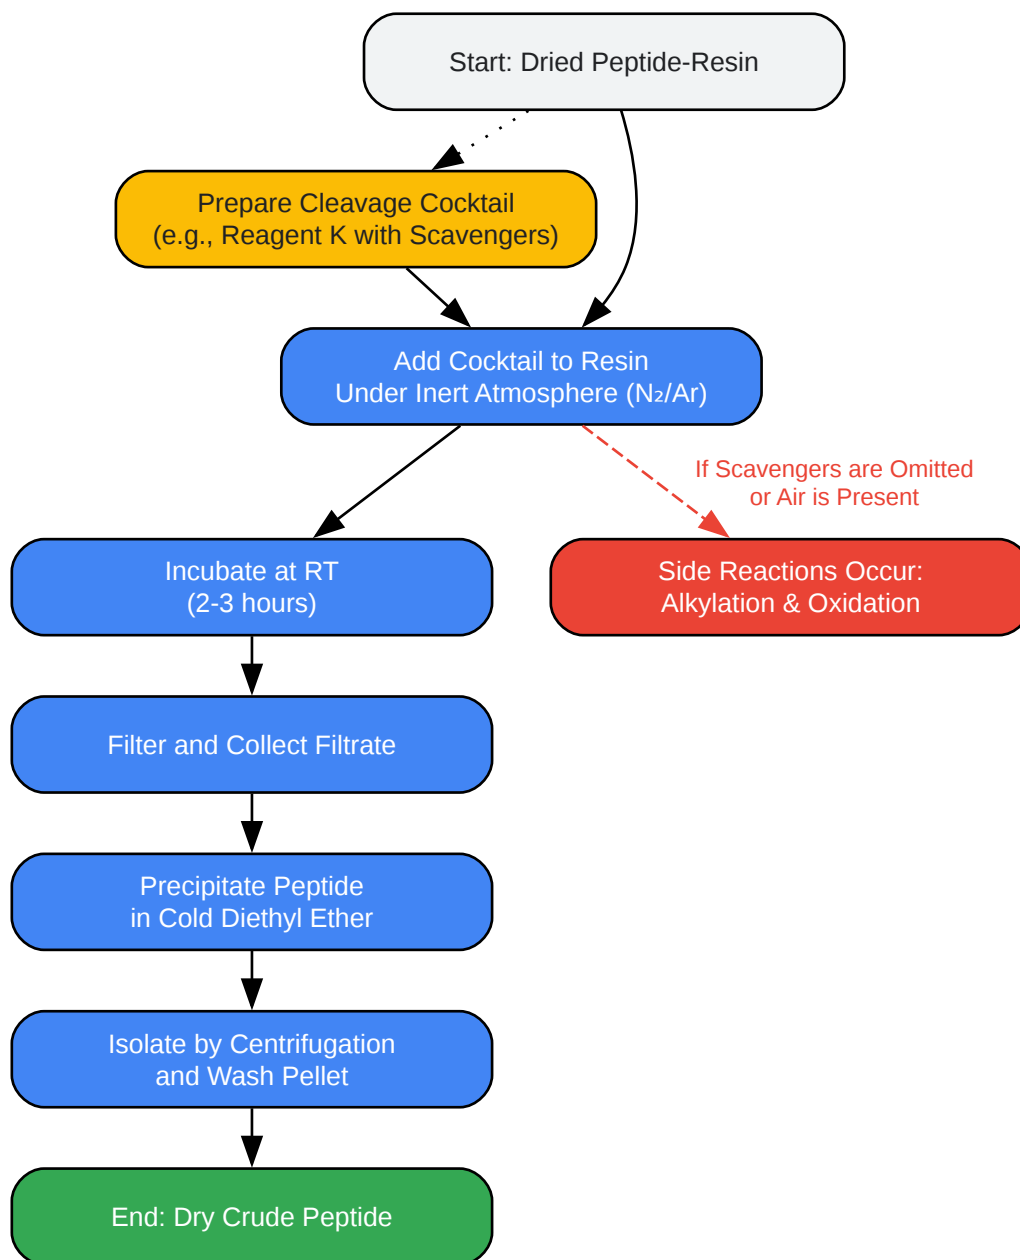 Start: Dried Peptide-Resin
Prepare Cleavage Cocktail
(e.g., Reagent K with Scavengers)
Add Cocktail to Resin
Under Inert Atmosphere (N₂/Ar)
If Scavengers are Omitted
or Air is Present
Incubate at RT
(2-3 hours)
Side Reactions Occur:
Alkylation & Oxidation
Filter and Collect Filtrate
Precipitate Peptide
in Cold Diethyl Ether
Isolate by Centrifugation
and Wash Pellet
End: Dry Crude Peptide